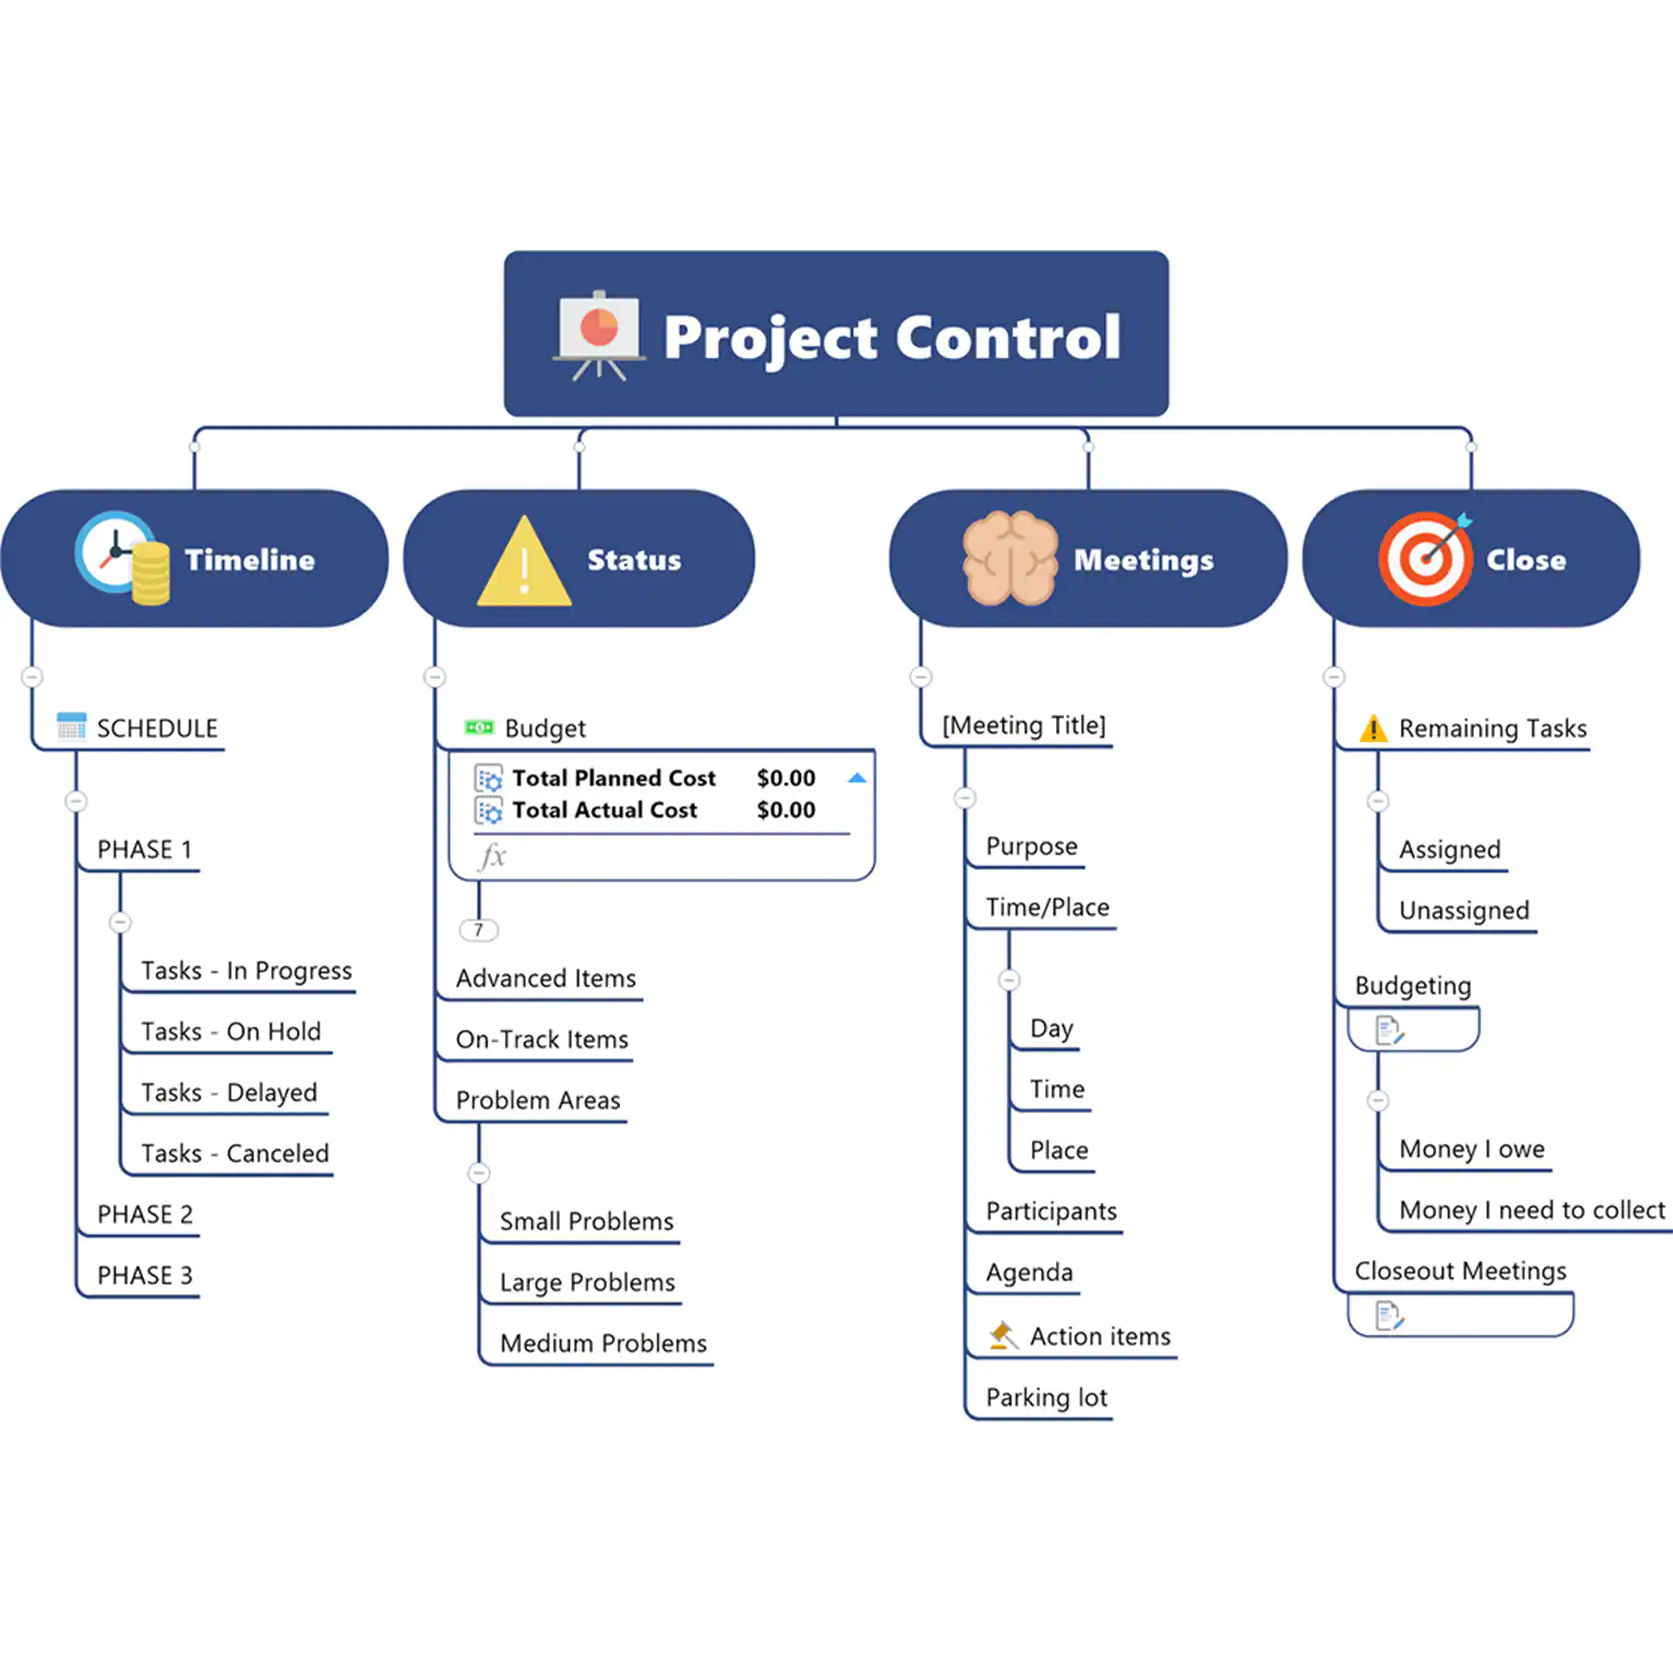 Project Control
Timeline
SCHEDULE
PHASE 1
Tasks - In Progress
Tasks - On Hold
Tasks - Delayed
Tasks - Canceled
PHASE 2
PHASE 3
Status
Budget
Total Planned Cost $0.00
Total Actual Cost $0.00
fx
7
Advanced Items
On-Track Items
Problem Areas
Small Problems
Large Problems
Medium Problems
Meetings
[Meeting Title]
Purpose
Time/Place
Day
Time
Place
Participants
Agenda
Action items
Parking lot
Close
Remaining Tasks
Assigned
Unassigned
Budgeting
Money I owe
Money I need to collect
Closeout Meetings